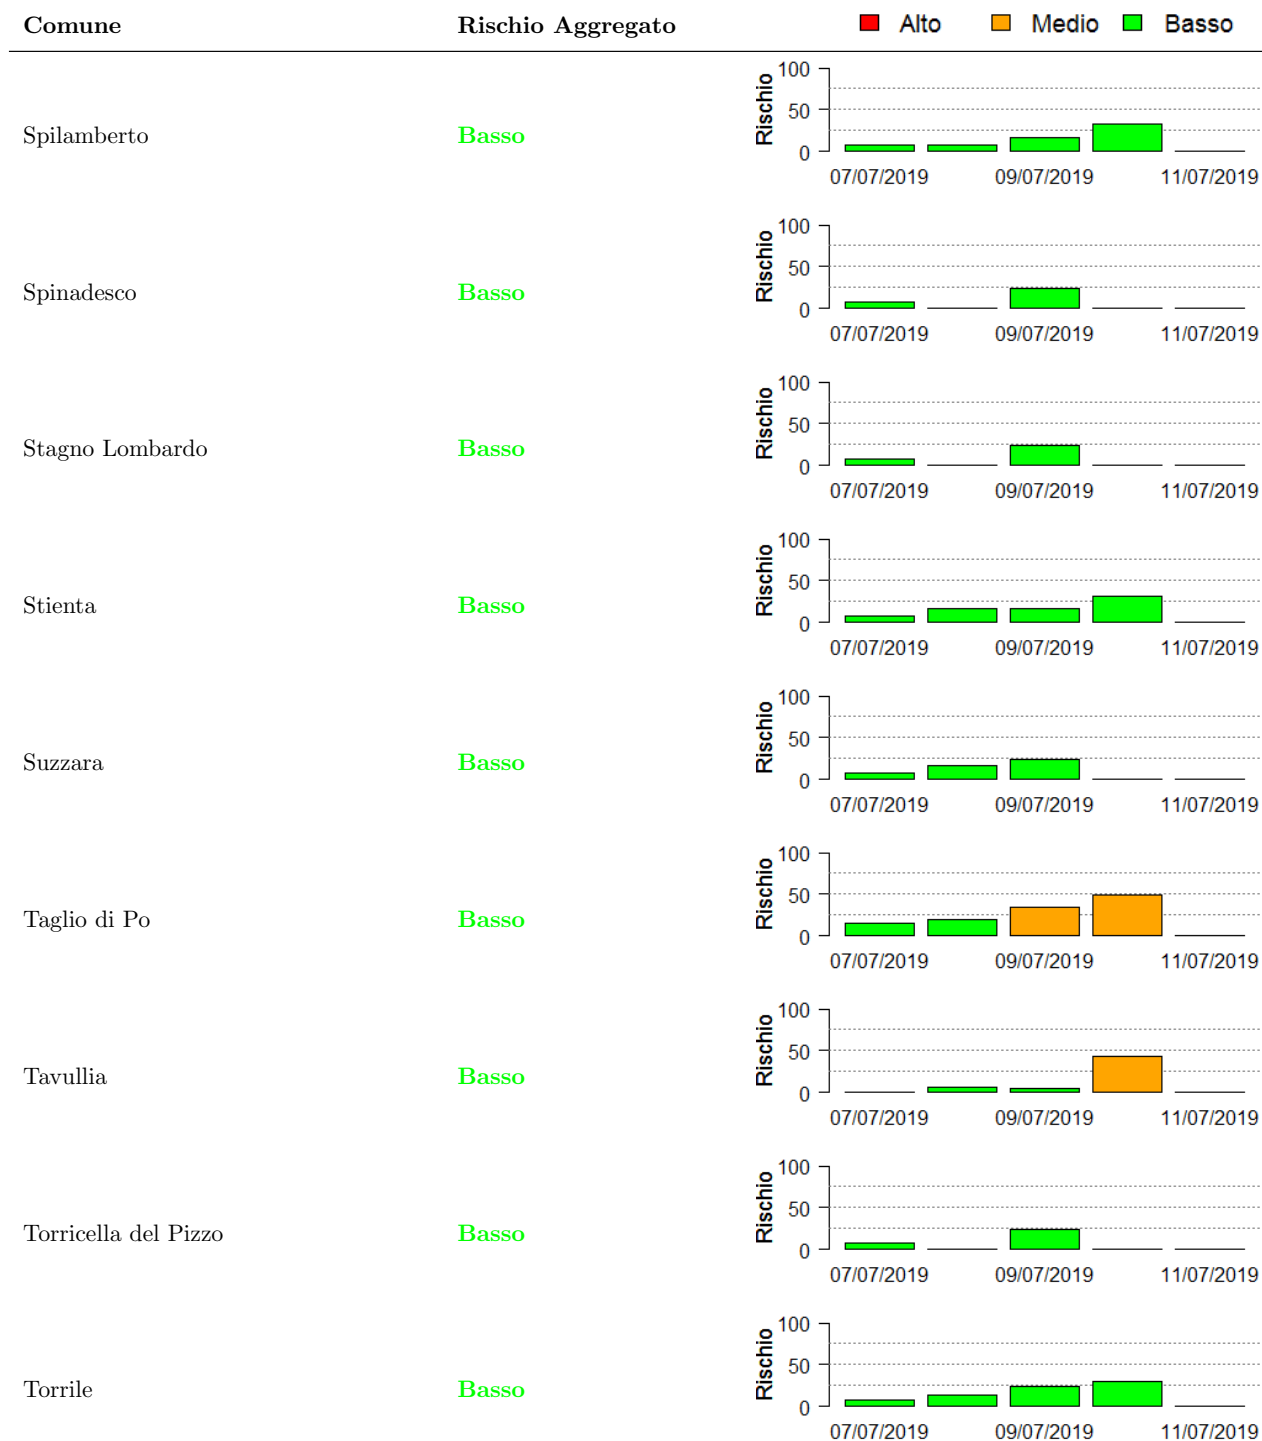 Comune Rischio Aggregato Alto Medio Basso
Spilamberto Basso Rischio 100 50 0
07/07/2019 09/07/2019 11/07/2019
Spinadesco Basso Rischio 100 50 0
07/07/2019 09/07/2019 11/07/2019
Stagno Lombardo Basso Rischio 100 50 0
07/07/2019 09/07/2019 11/07/2019
Stienta Basso Rischio 100 50 0
07/07/2019 09/07/2019 11/07/2019
Suzzara Basso Rischio 100 50 0
07/07/2019 09/07/2019 11/07/2019
Taglio di Po Basso Rischio 100 50 0
07/07/2019 09/07/2019 11/07/2019
Tavullia Basso Rischio 100 50 0
07/07/2019 09/07/2019 11/07/2019
Torricella del Pizzo Basso Rischio 100 50 0
07/07/2019 09/07/2019 11/07/2019
Torrile Basso Rischio 100 50 0
07/07/2019 09/07/2019 11/07/2019